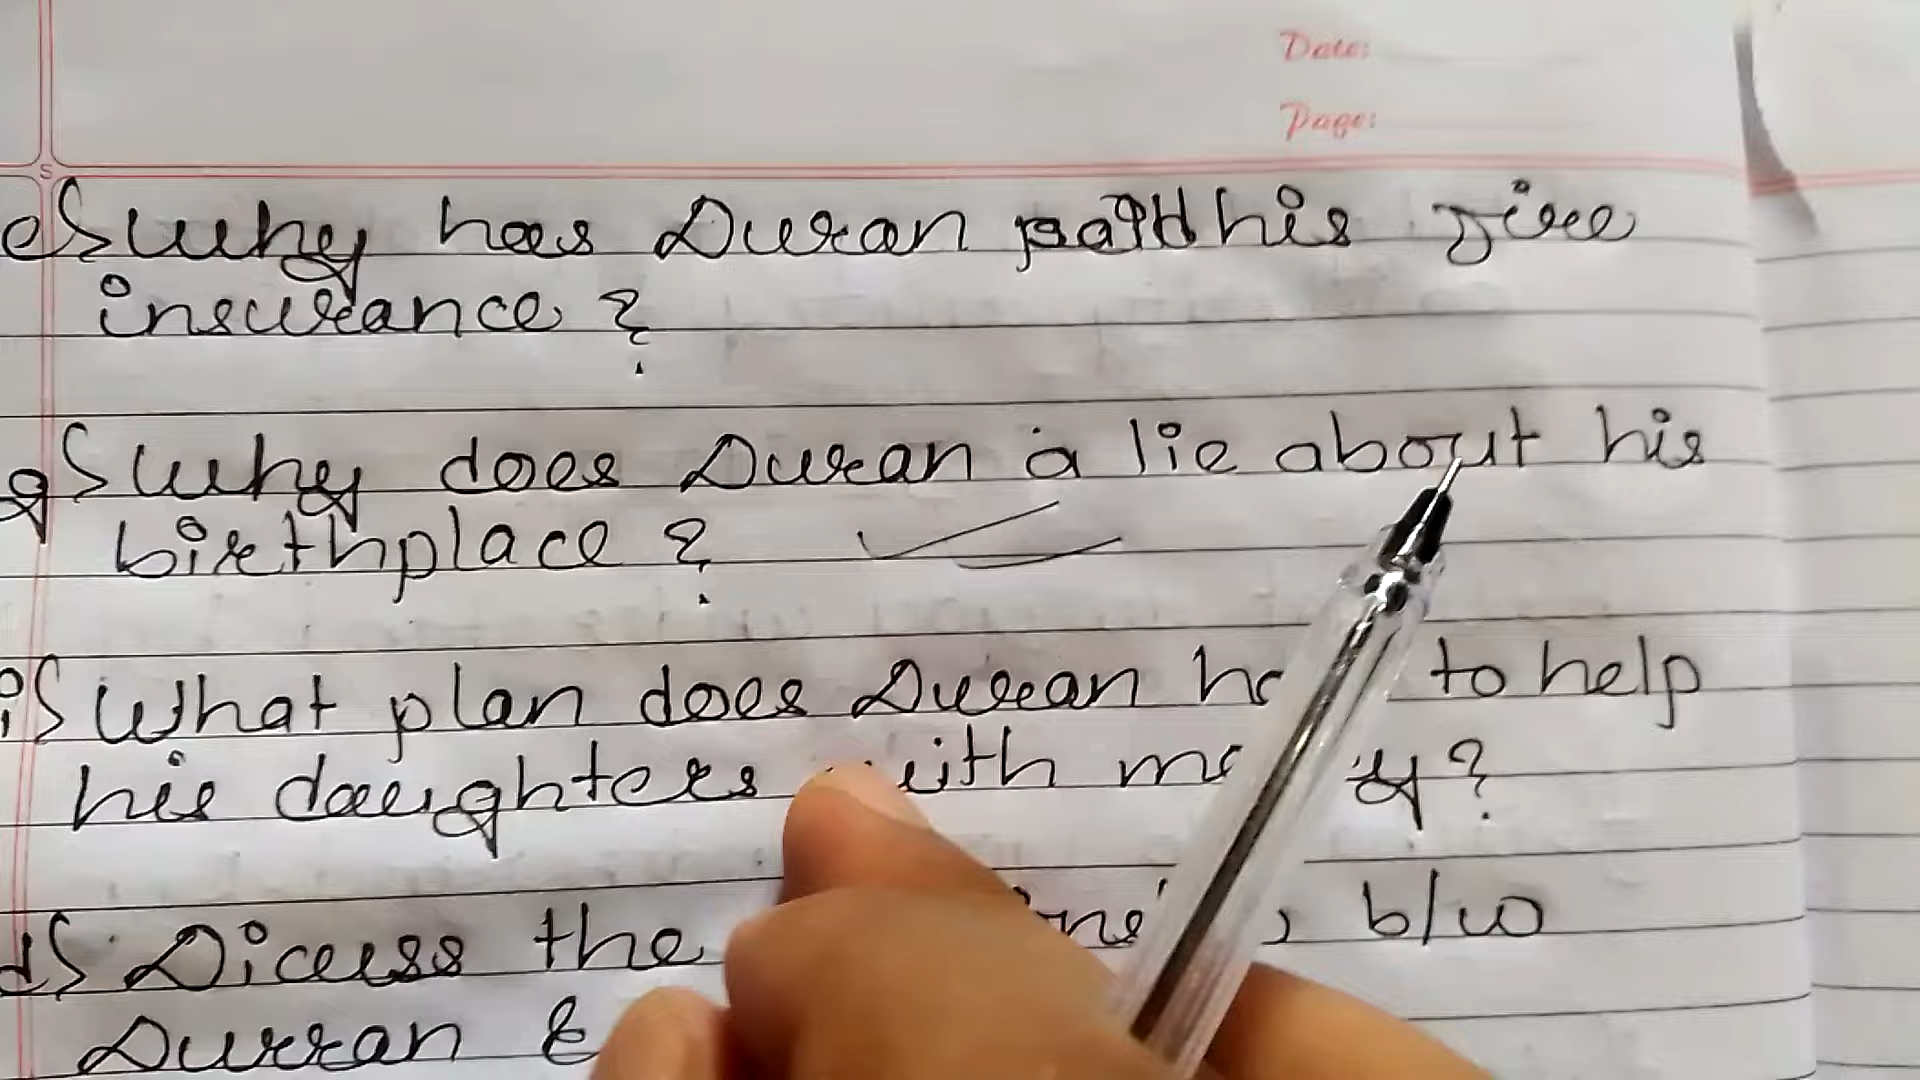 Date:
Page:
S
e) Why has Duran paid his fire
insurance ?
g) Why does Duran a lie about his
birthplace ?
i) What plan does Duran to help
his daughters with ?
d) Dicuss the b/w
Durran &